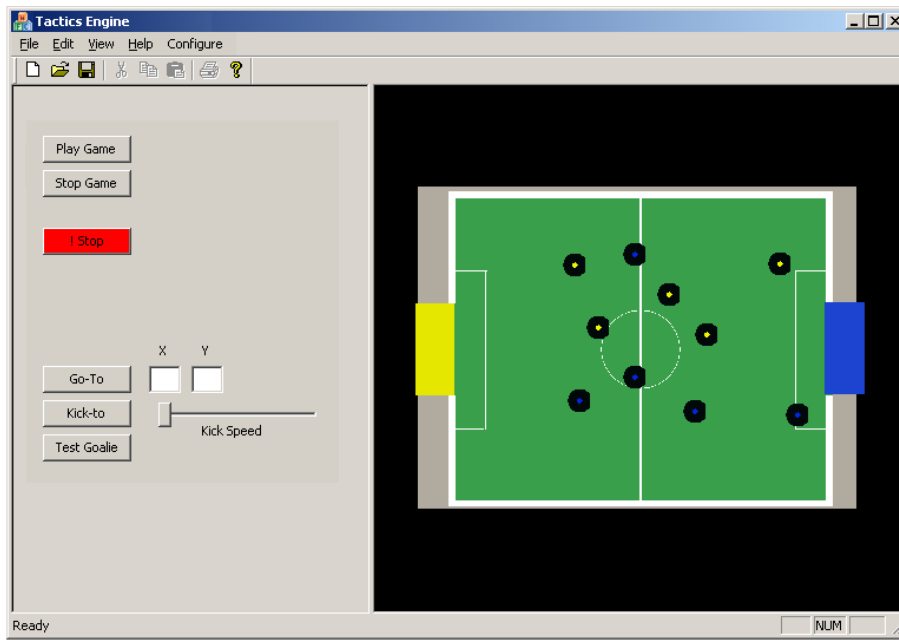 Tactics Engine
File Edit View Help Configure
Play Game
Stop Game
! Stop
X Y
Go-To
Kick-to
Kick Speed
Test Goalie
Ready
NUM